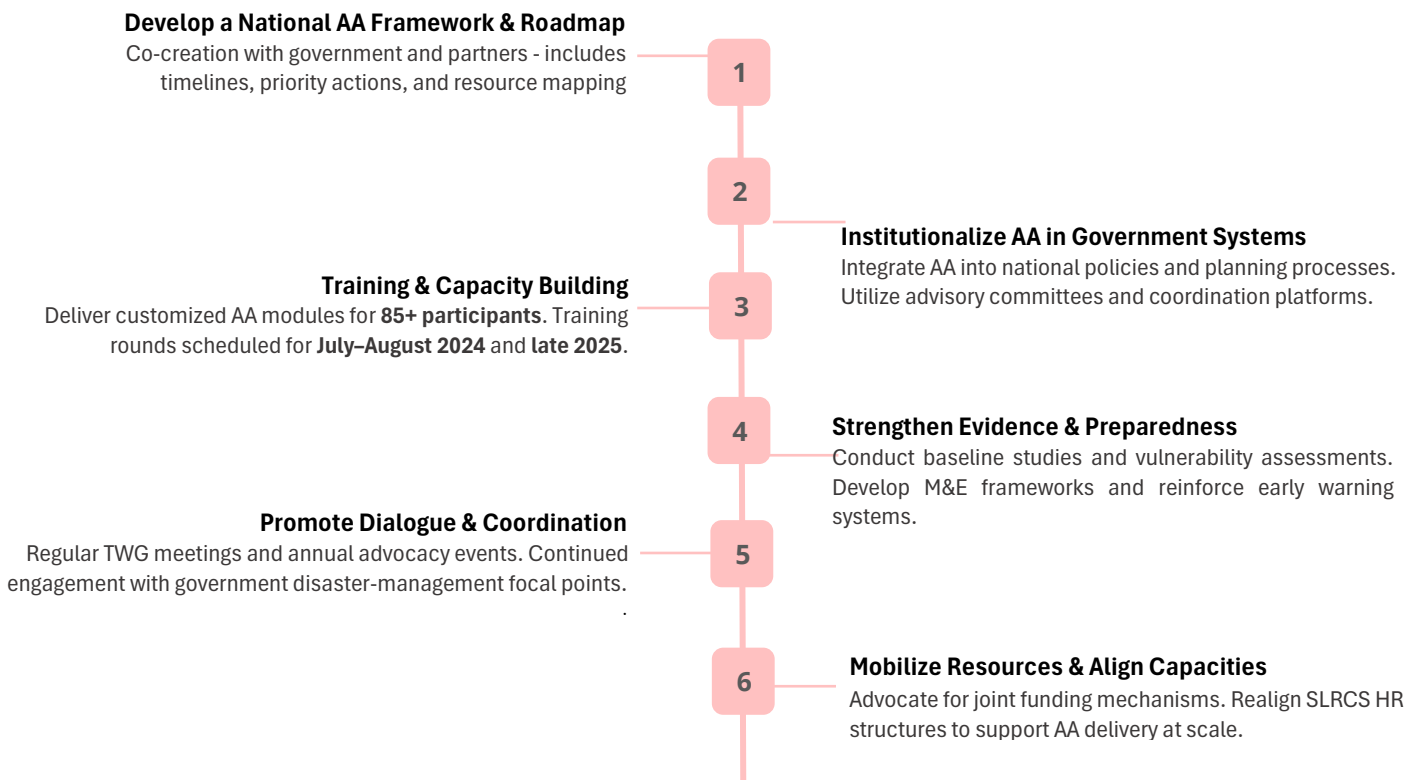 Develop a National AA Framework & Roadmap
Co-creation with government and partners - includes
timelines, priority actions, and resource mapping
1
2
Institutionalize AA in Government Systems
Integrate AA into national policies and planning processes.
Utilize advisory committees and coordination platforms.
Training & Capacity Building
Deliver customized AA modules for 85+ participants. Training
rounds scheduled for July–August 2024 and late 2025.
3
4
Strengthen Evidence & Preparedness
Conduct baseline studies and vulnerability assessments.
Develop M&E frameworks and reinforce early warning
systems.
Promote Dialogue & Coordination
Regular TWG meetings and annual advocacy events. Continued
engagement with government disaster-management focal points.
.
5
6
Mobilize Resources & Align Capacities
Advocate for joint funding mechanisms. Realign SLRCS HR
structures to support AA delivery at scale.